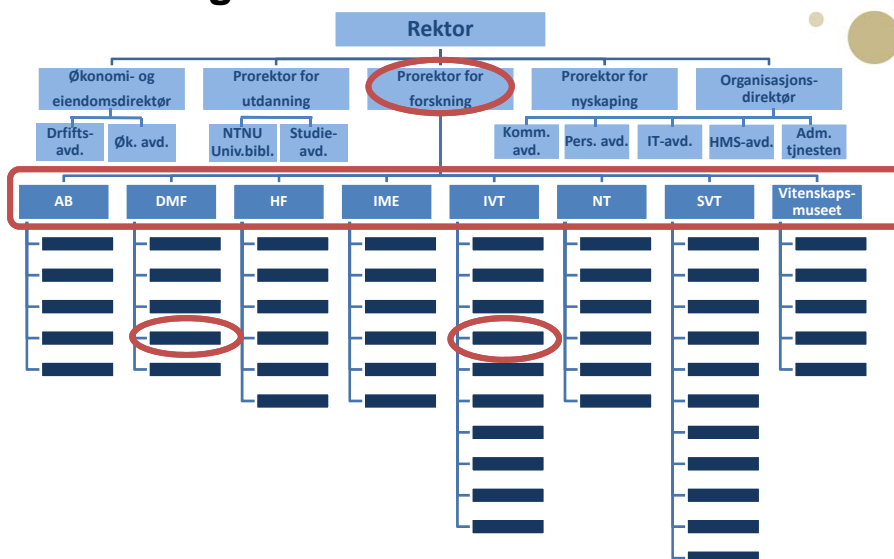 Rektor
Økonomi- og
eiendomsdirektør
Prorektor for
utdanning
Prorektor for
forskning
Prorektor for
nyskaping
Organisasjons-
direktør
Drfifts-
avd.
Øk. avd.
NTNU
Univ.bibl.
Studie-
avd.
Komm.
avd.
Pers. avd.
IT-avd.
HMS-avd.
Adm.
tjnesten
AB
DMF
HF
IME
IVT
NT
SVT
Vitenskaps-
museet